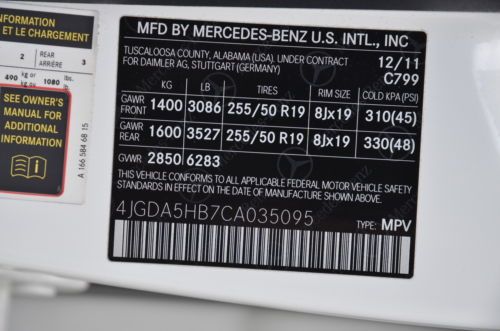 INFORMATION
ET LE CHARGEMENT
2 REAR ARRIÈRE 3
490 kg OU 1080 lbs.
SEE OWNER'S
MANUAL FOR
ADDITIONAL
INFORMATION
A 166 584 68 15
MFD BY MERCEDES-BENZ U.S. INTL., INC
TUSCALOOSA COUNTY, ALABAMA (USA), UNDER CONTRACT
FOR DAIMLER AG, STUTTGART (GERMANY)
12/11
C799
KG LB TIRES RIM SIZE COLD KPA (PSI)
GAWR FRONT 1400 3086 255/50 R19 8Jx19 310(45)
GAWR REAR 1600 3527 255/50 R19 8Jx19 330(48)
GVWR 2850 6283
THIS VEHICLE CONFORMS TO ALL APPLICABLE FEDERAL MOTOR VEHICLE SAFETY
STANDARDS IN EFFECT ON THE DATE OF MANUFACTURE SHOWN ABOVE.
4JGDA5HB7CA035095
TYPE: MPV